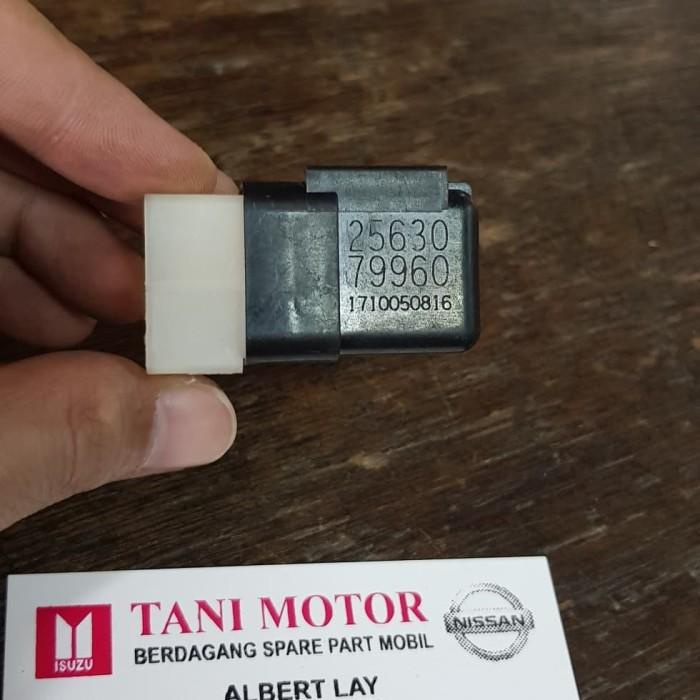 25630
79960
1710050816
TANI MOTOR
BERDAGANG SPARE PART MOBIL
ISUZU
NISSAN
ALBERT LAY